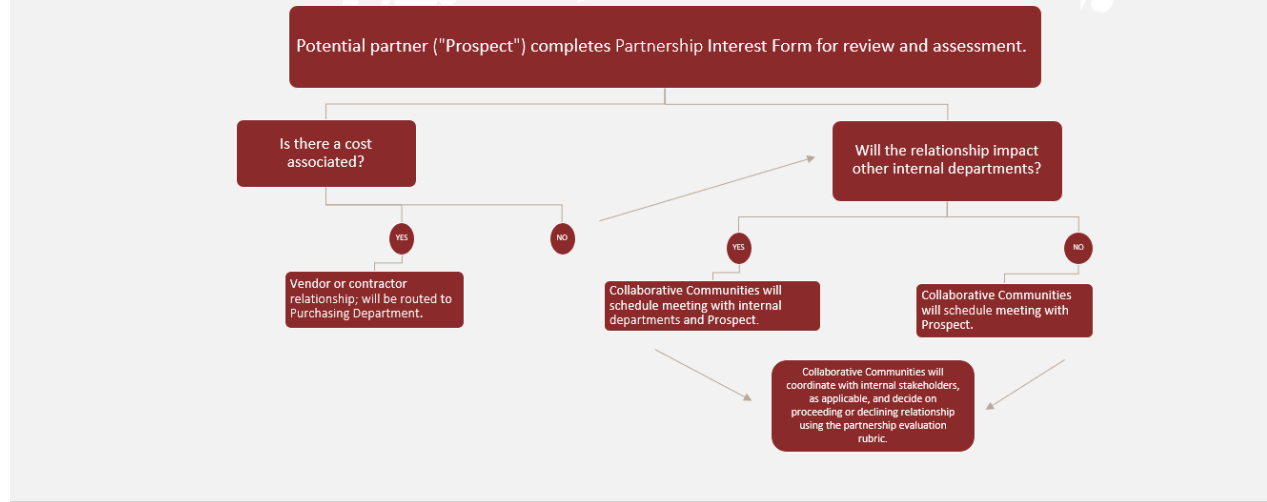 Potential partner ("Prospect") completes Partnership Interest Form for review and assessment.
Is there a cost
associated?
Will the relationship impact
other internal departments?
YES
NO
YES
NO
Vendor or contractor
relationship; will be routed to
Purchasing Department.
Collaborative Communities will
schedule meeting with internal
departments and Prospect.
Collaborative Communities
will schedule meeting with
Prospect.
Collaborative Communities will
coordinate with internal stakeholders,
as applicable, and decide on
proceeding or declining relationship
using the partnership evaluation
rubric.